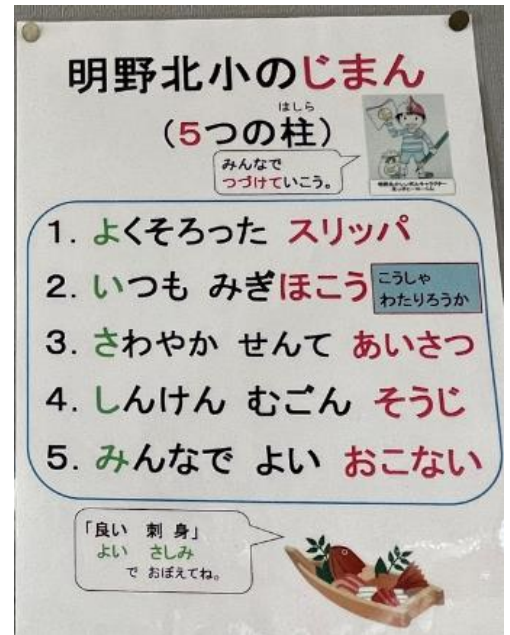 明野北小のじまん
はしら
(5つの柱)
みんなで
つづけていこう。
1. よくそろった スリッパ
2. いつも みぎほこう
こうしゃ
わたりろうか
3. さわやか せんて あいさつ
4. しんけん むごん そうじ
5. みんなで よい おこない
「良い 刺 身」
よい さしみ
で おぼえてね。